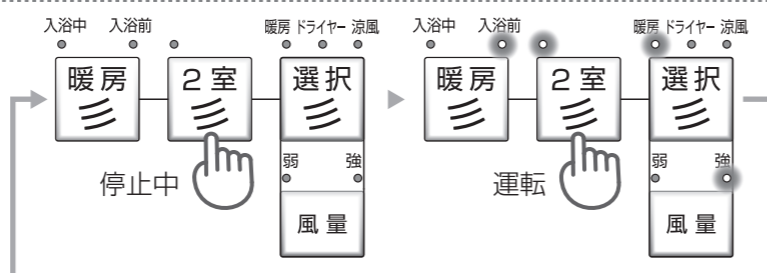 入浴中 入浴前 暖房 ドライヤー 涼風
暖房 2室 選択
弱 強
停止中
風量
入浴中 入浴前 暖房 ドライヤー 涼風
暖房 2室 選択
弱 強
運転
風量